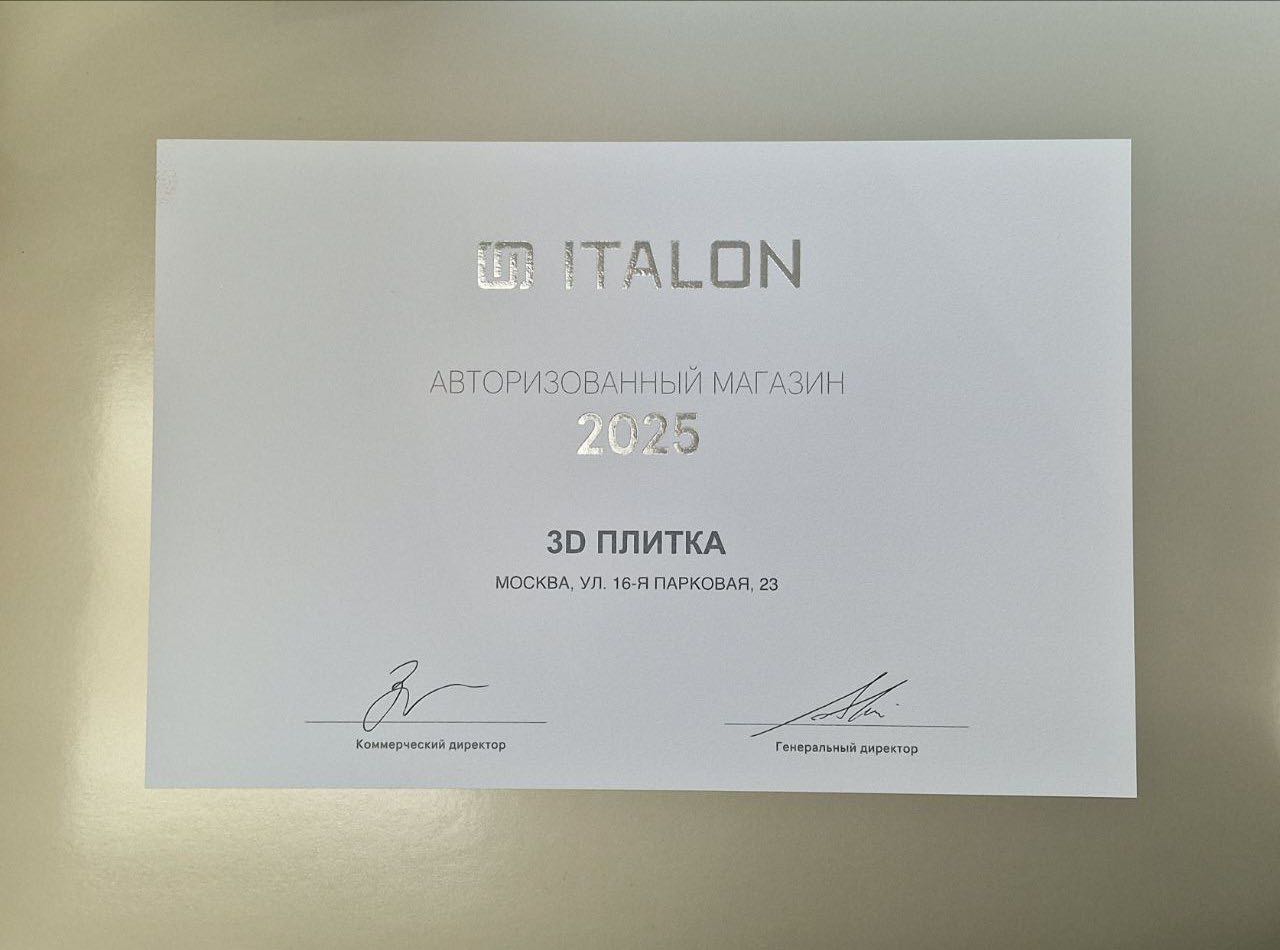 ITALON
АВТОРИЗОВАННЫЙ МАГАЗИН
2025
3D ПЛИТКА
МОСКВА, УЛ. 16-Я ПАРКОВАЯ, 23
Коммерческий директор
Генеральный директор